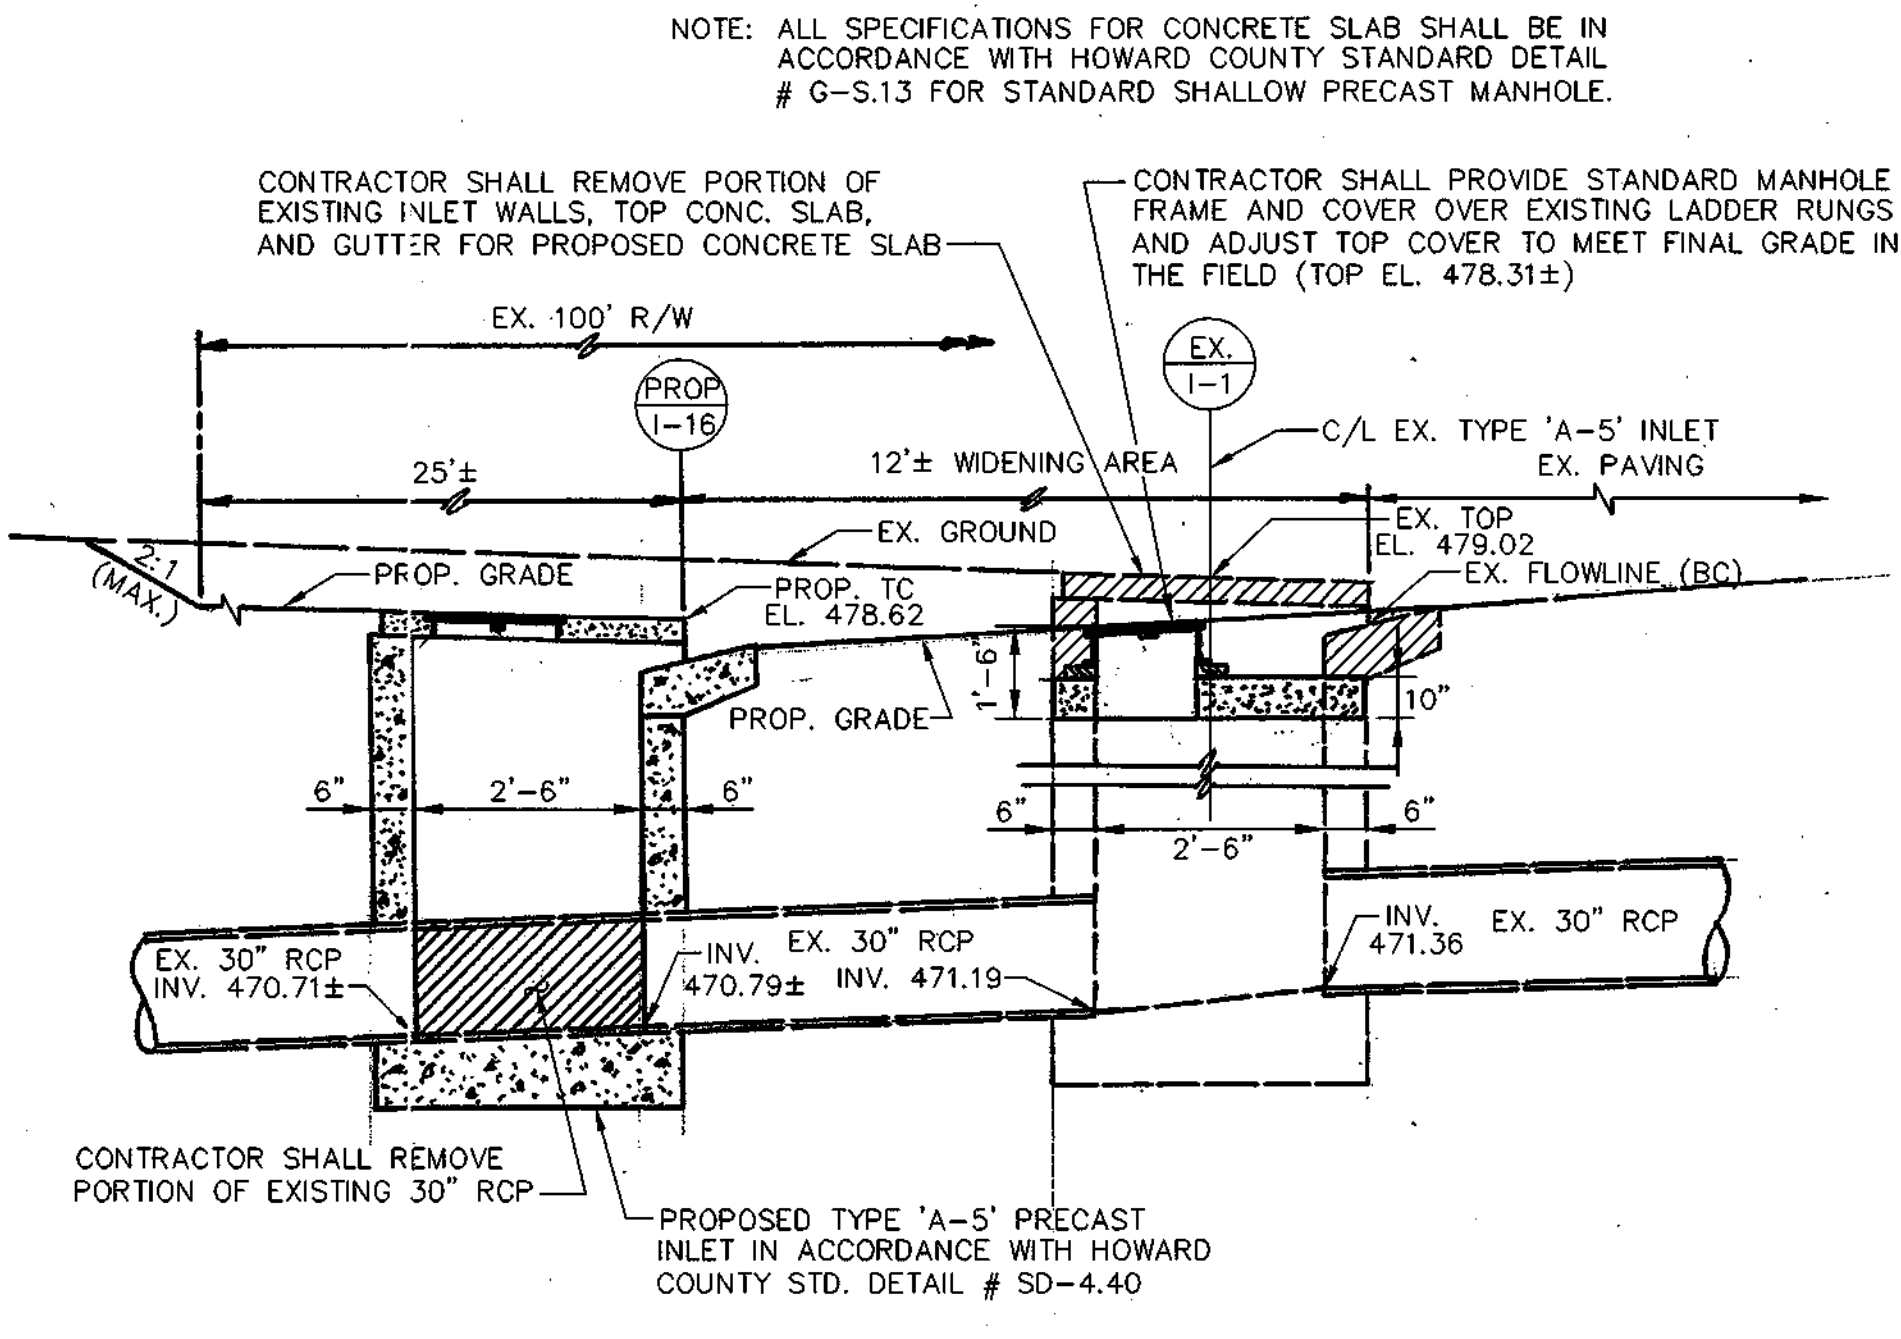 NOTE: ALL SPECIFICATIONS FOR CONCRETE SLAB SHALL BE IN
ACCORDANCE WITH HOWARD COUNTY STANDARD DETAIL
# G-S.13 FOR STANDARD SHALLOW PRECAST MANHOLE.
CONTRACTOR SHALL REMOVE PORTION OF
EXISTING INLET WALLS, TOP CONC. SLAB,
AND GUTTER FOR PROPOSED CONCRETE SLAB
CONTRACTOR SHALL PROVIDE STANDARD MANHOLE
FRAME AND COVER OVER EXISTING LADDER RUNGS
AND ADJUST TOP COVER TO MEET FINAL GRADE IN
THE FIELD (TOP EL. 478.31±)
EX. 100' R/W
PROP
I-16
EX.
I-1
C/L EX. TYPE 'A-5' INLET
25'±
12'± WIDENING AREA
EX. PAVING
EX. GROUND
EX. TOP
EL. 479.02
2:1
(MAX.)
PROP. GRADE
PROP. TC
EL. 478.62
EX. FLOWLINE (BC)
1'-6"
PROP. GRADE
10"
6"
2'-6"
6"
6"
2'-6"
6"
EX. 30" RCP
INV. 470.71±
INV.
470.79±
EX. 30" RCP
INV. 471.19
INV.
471.36
EX. 30" RCP
CONTRACTOR SHALL REMOVE
PORTION OF EXISTING 30" RCP
PROPOSED TYPE 'A-5' PRECAST
INLET IN ACCORDANCE WITH HOWARD
COUNTY STD. DETAIL # SD-4.40